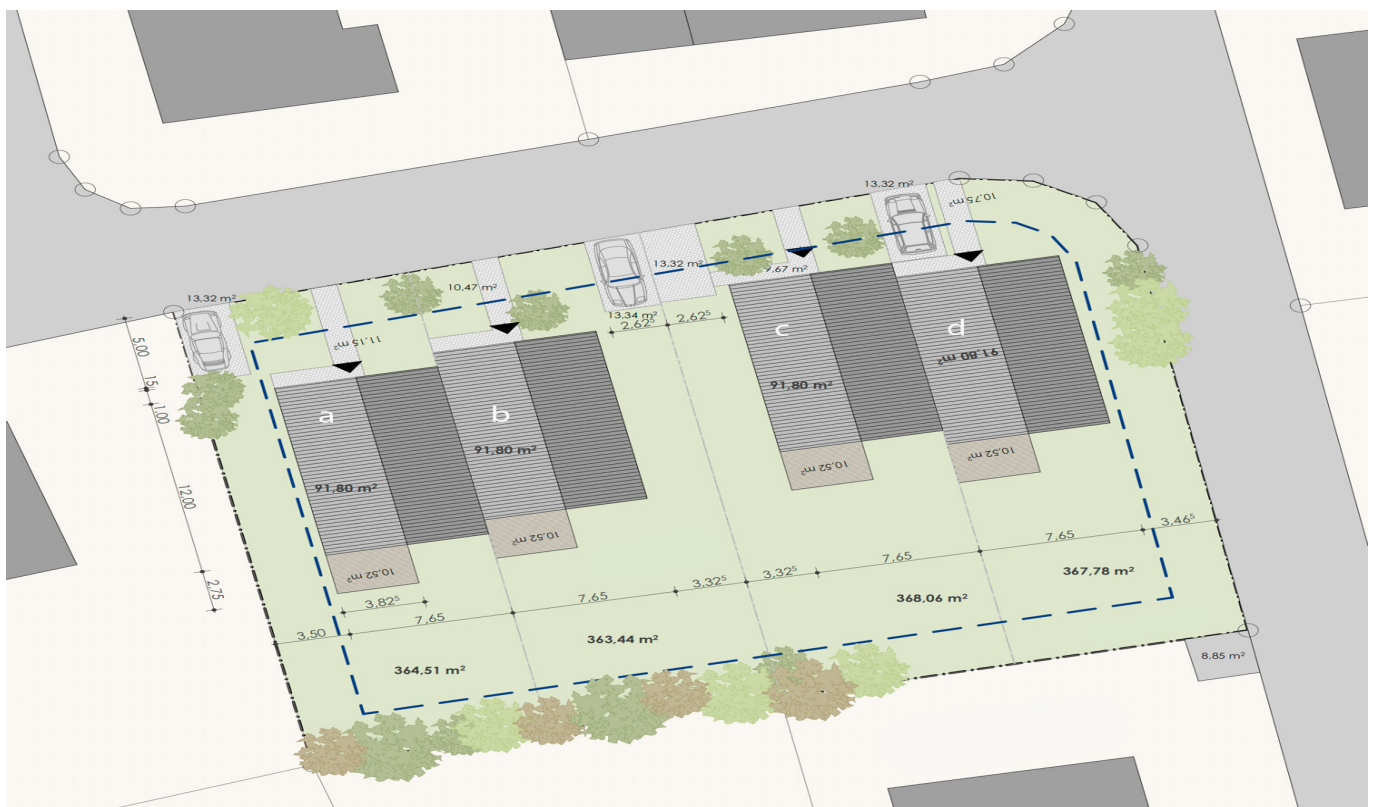 13,32 m²
10,75 m²
13,32 m²
13,32 m²
9,67 m²
10,47 m²
13,34 m²
2,62⁵
2,62⁵
11,15 m²
5,00
15
1,00
12,00
2,75
a
b
c
d
91,80 m²
91,80 m²
91,80 m²
91,80 m²
10,52 m²
10,52 m²
10,52 m²
10,52 m²
3,50
3,82⁵
7,65
7,65
3,32⁵
3,32⁵
7,65
7,65
3,46⁵
364,51 m²
363,44 m²
368,06 m²
367,78 m²
8,85 m²